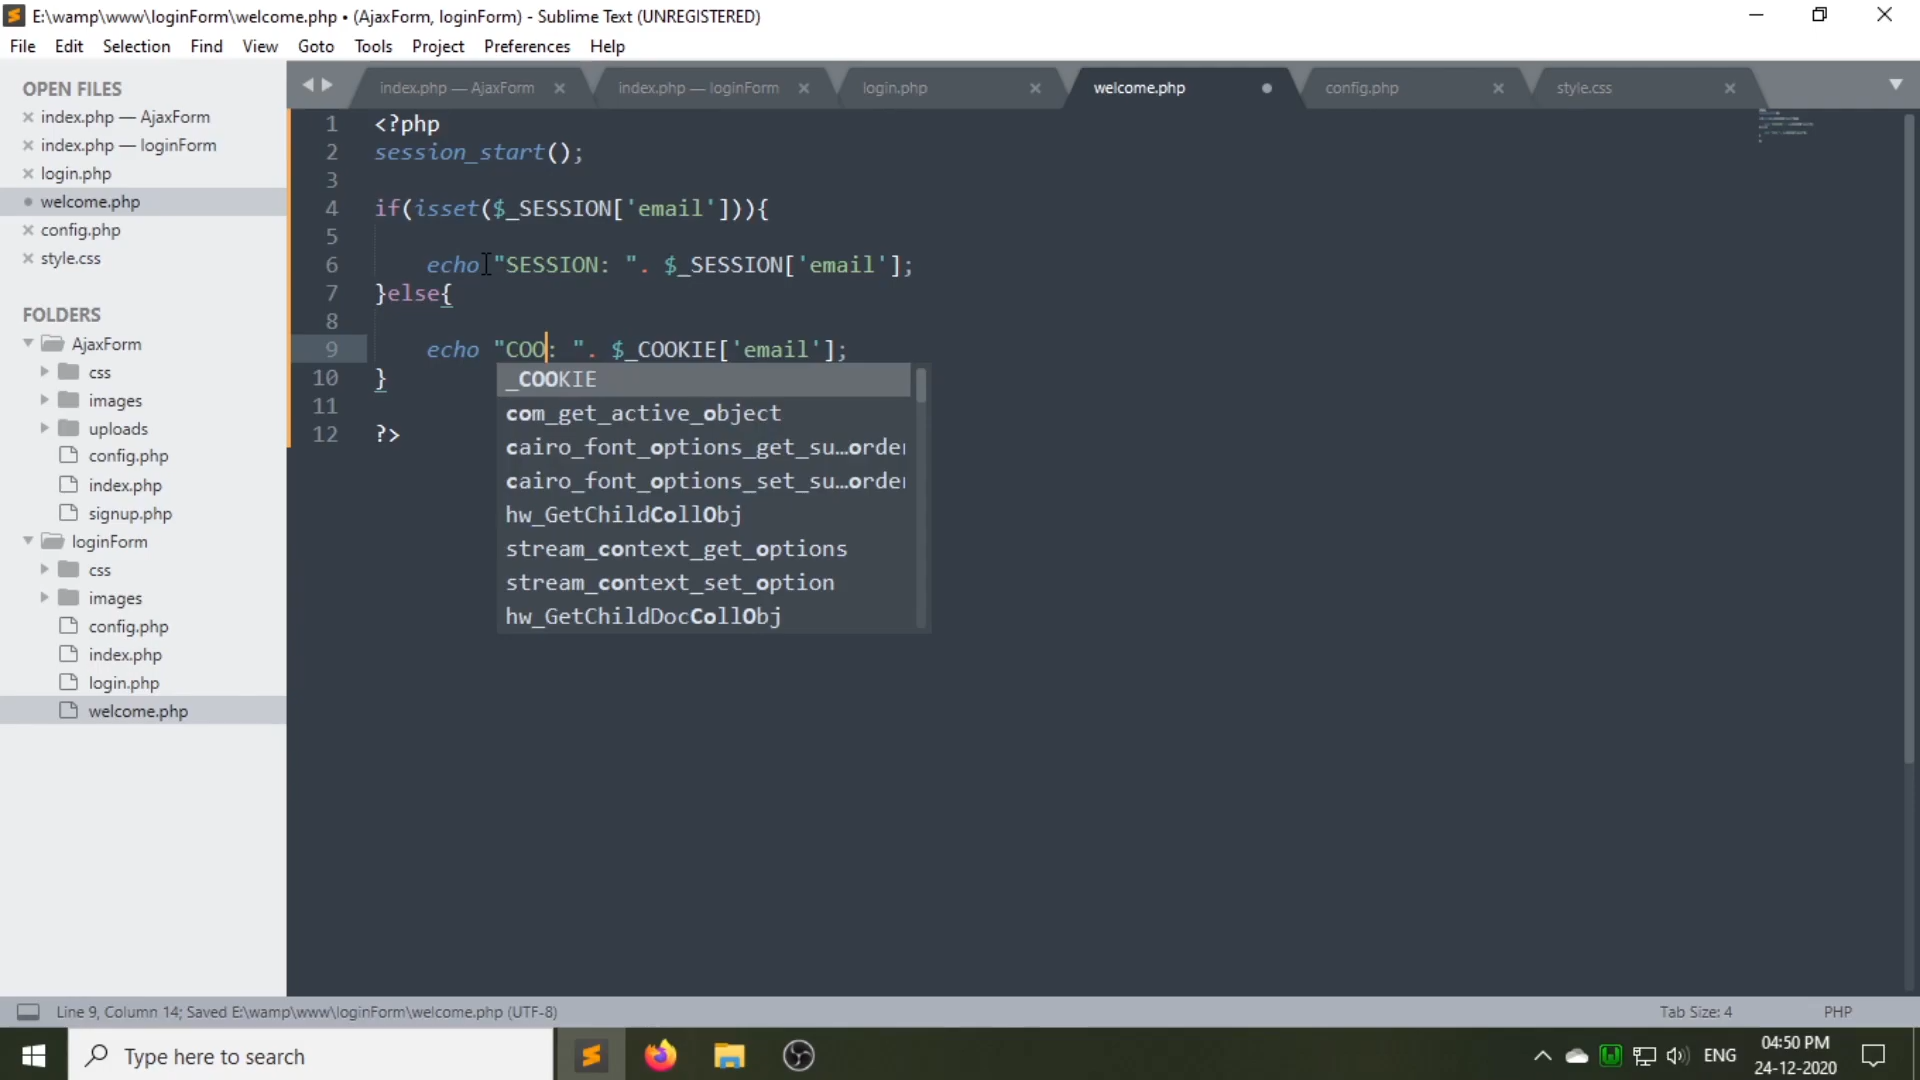 E:\wamp\www\loginForm\welcome.php • (AjaxForm, loginForm) - Sublime Text (UNREGISTERED)
File Edit Selection Find View Goto Tools Project Preferences Help
OPEN FILES
index.php — AjaxForm
index.php — loginForm
login.php
welcome.php
config.php
style.css
FOLDERS
AjaxForm
css
images
uploads
config.php
index.php
signup.php
loginForm
css
images
config.php
index.php
login.php
welcome.php
index.php — AjaxForm index.php — loginForm login.php welcome.php config.php style.css
1 <?php
2 session_start();
3
4 if(isset($_SESSION['email'])){
5
6 echo "SESSION: ". $_SESSION['email'];
7 }else{
8
9 echo "COO: ". $_COOKIE['email'];
10 }
11
12 ?>
_COOKIE
com_get_active_object
cairo_font_options_get_su…order
cairo_font_options_set_su…order
hw_GetChildCollObj
stream_context_get_options
stream_context_set_option
hw_GetChildDocCollObj
Line 9, Column 14; Saved E:\wamp\www\loginForm\welcome.php (UTF-8) Tab Size: 4 PHP
Type here to search ENG 04:50 PM
24-12-2020